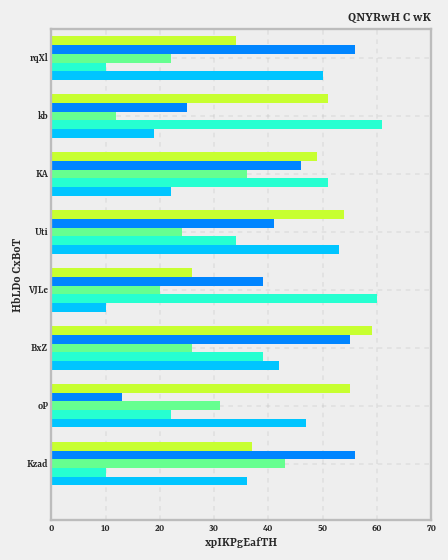 QNYRwH C wK
rqXl
kb
KA
Uti
VJLc
BxZ
oP
Kzad
HbLDo CxBoT
0 10 20 30 40 50 60 70
xpIKPgEafTH